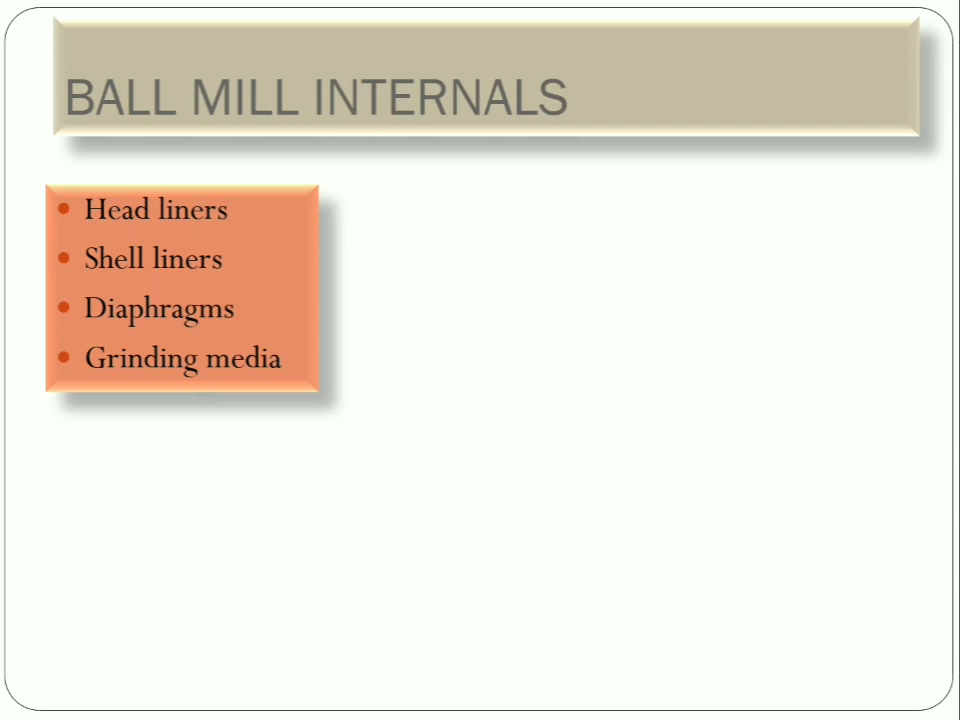 BALL MILL INTERNALS
• Head liners
• Shell liners
• Diaphragms
• Grinding media